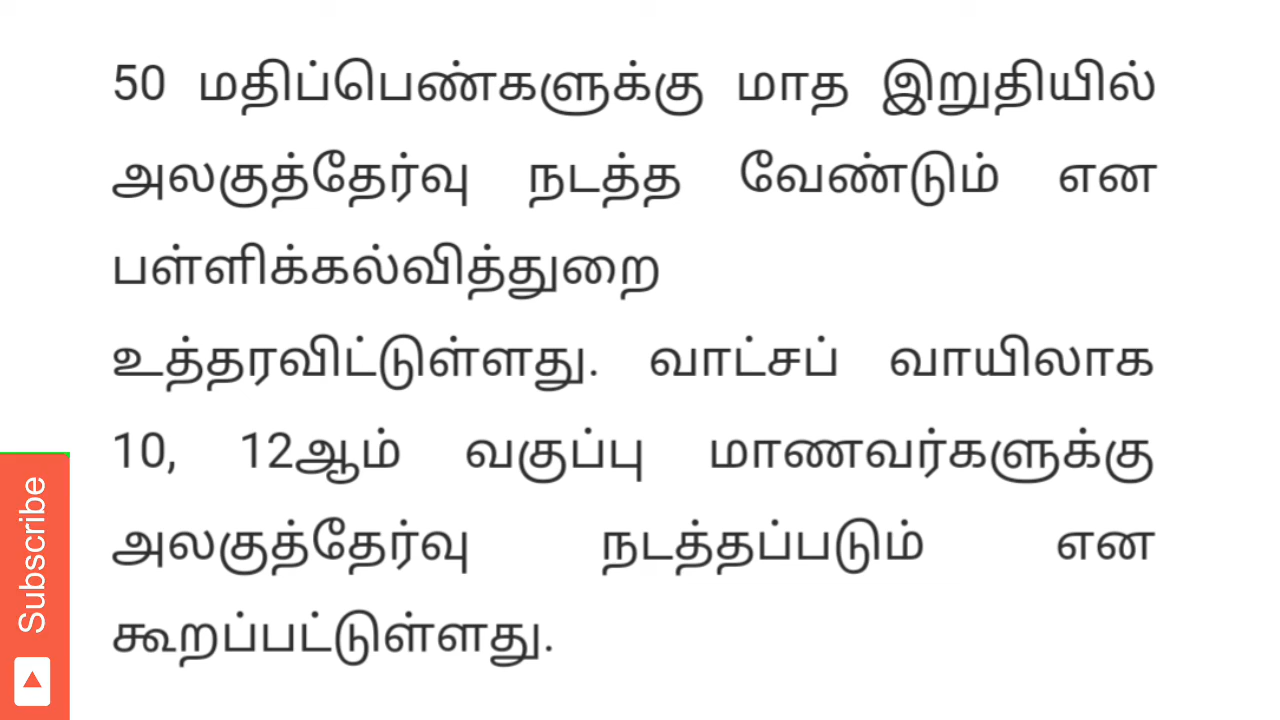 50 மதிப்பெண்களுக்கு மாத இறுதியில்
அலகுத்தேர்வு நடத்த வேண்டும் என
பள்ளிக்கல்வித்துறை
உத்தரவிட்டுள்ளது. வாட்சப் வாயிலாக
10, 12ஆம் வகுப்பு மாணவர்களுக்கு
அலகுத்தேர்வு நடத்தப்படும் என
கூறப்பட்டுள்ளது.
Subscribe